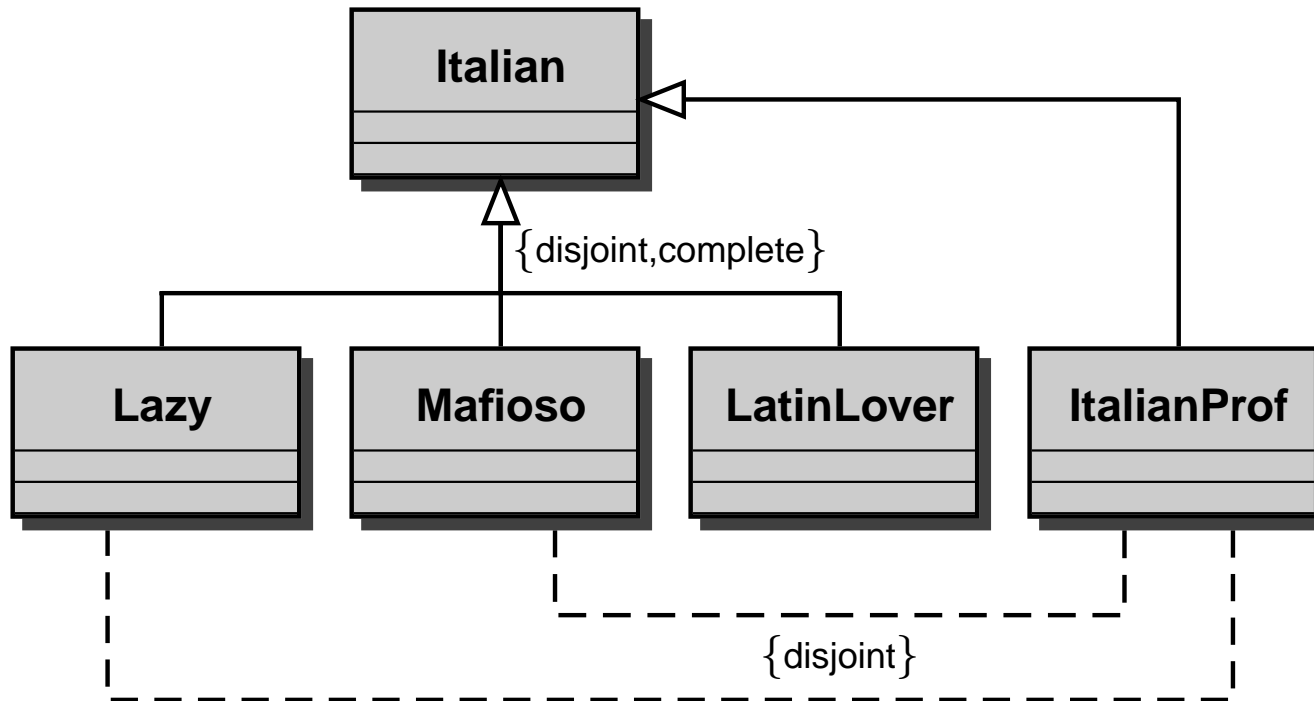 Italian
{disjoint,complete}
Lazy
Mafioso
LatinLover
ItalianProf
{disjoint}